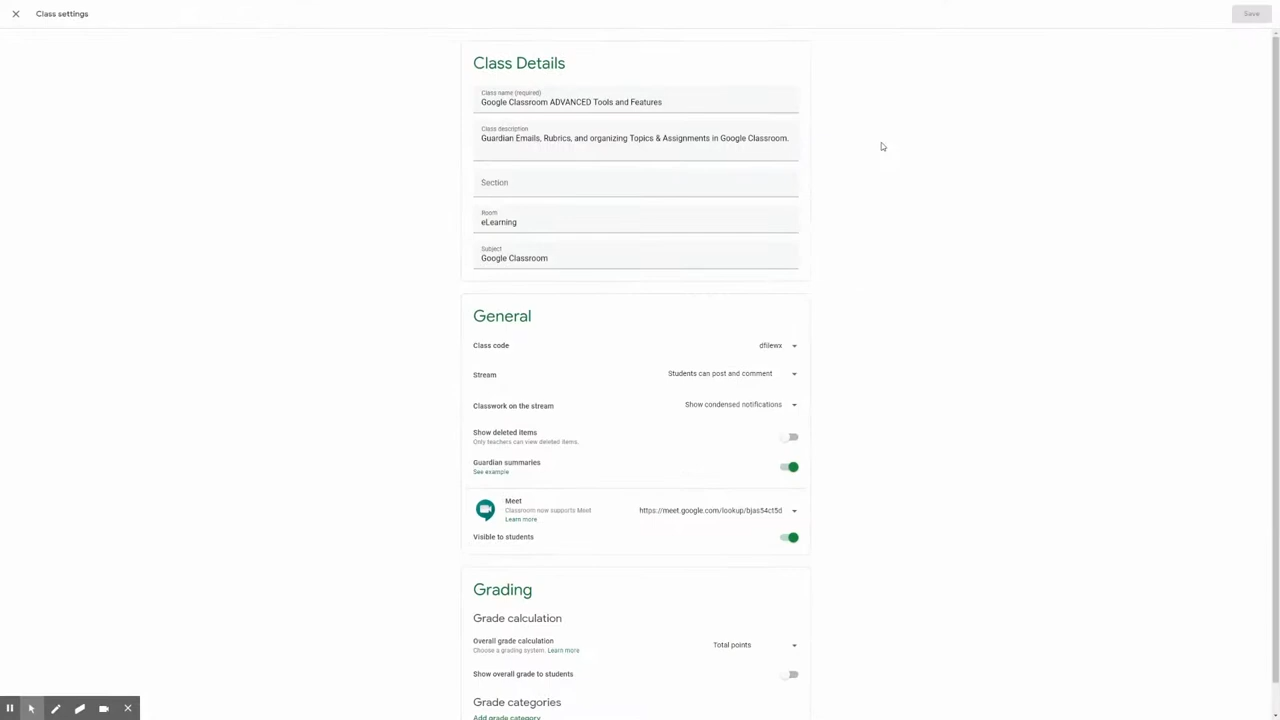 Class settings
Save
Class Details
Class name (required)
Google Classroom ADVANCED Tools and Features
Class description
Guardian Emails, Rubrics, and organizing Topics & Assignments in Google Classroom.
Section
Room
eLearning
Subject
Google Classroom
General
Class code
dfilewx
Stream
Students can post and comment
Classwork on the stream
Show condensed notifications
Show deleted items
Only teachers can view deleted items.
Guardian summaries
See example
Meet
Classroom now supports Meet
https://meet.google.com/lookup/bjas54ct5d
Learn more
Visible to students
Grading
Grade calculation
Overall grade calculation
Choose a grading system. Learn more
Total points
Show overall grade to students
Grade categories
Add grade category